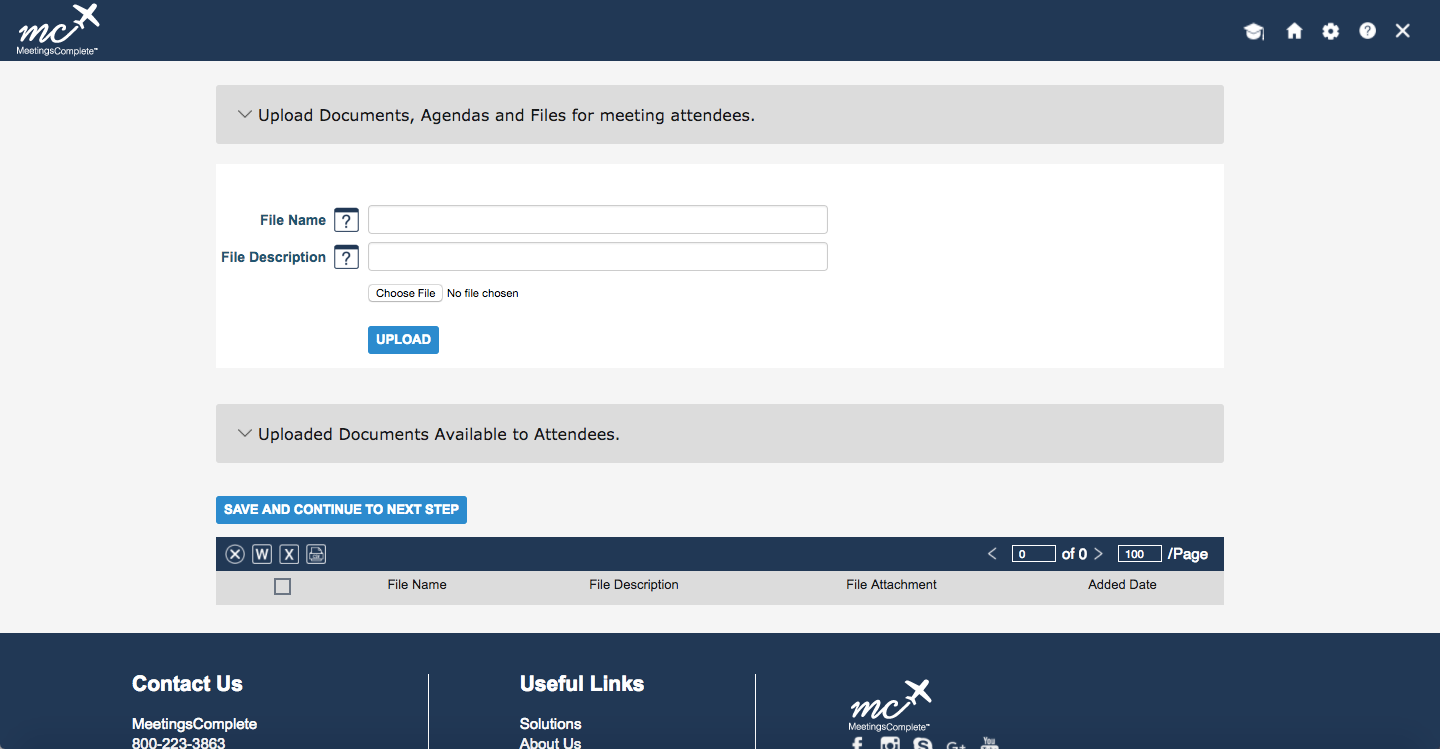 mc
MeetingsComplete™
Upload Documents, Agendas and Files for meeting attendees.
File Name ?
File Description ?
Choose File No file chosen
UPLOAD
Uploaded Documents Available to Attendees.
SAVE AND CONTINUE TO NEXT STEP
W X 0 of 0 100 /Page
File Name File Description File Attachment Added Date
Contact Us
MeetingsComplete
800-223-3863
Useful Links
Solutions
About Us
mc
MeetingsComplete™
G+ You